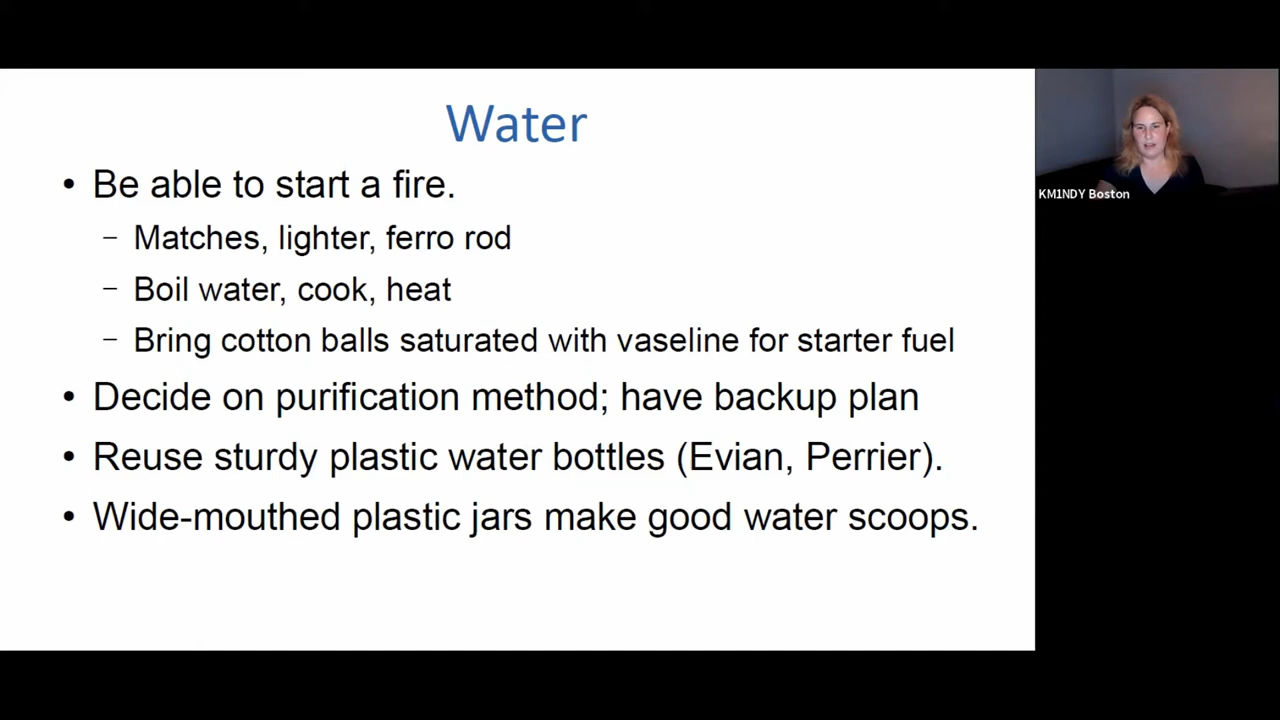 Water
• Be able to start a fire.
– Matches, lighter, ferro rod
– Boil water, cook, heat
– Bring cotton balls saturated with vaseline for starter fuel
• Decide on purification method; have backup plan
• Reuse sturdy plastic water bottles (Evian, Perrier).
• Wide-mouthed plastic jars make good water scoops.
KM1NDY Boston